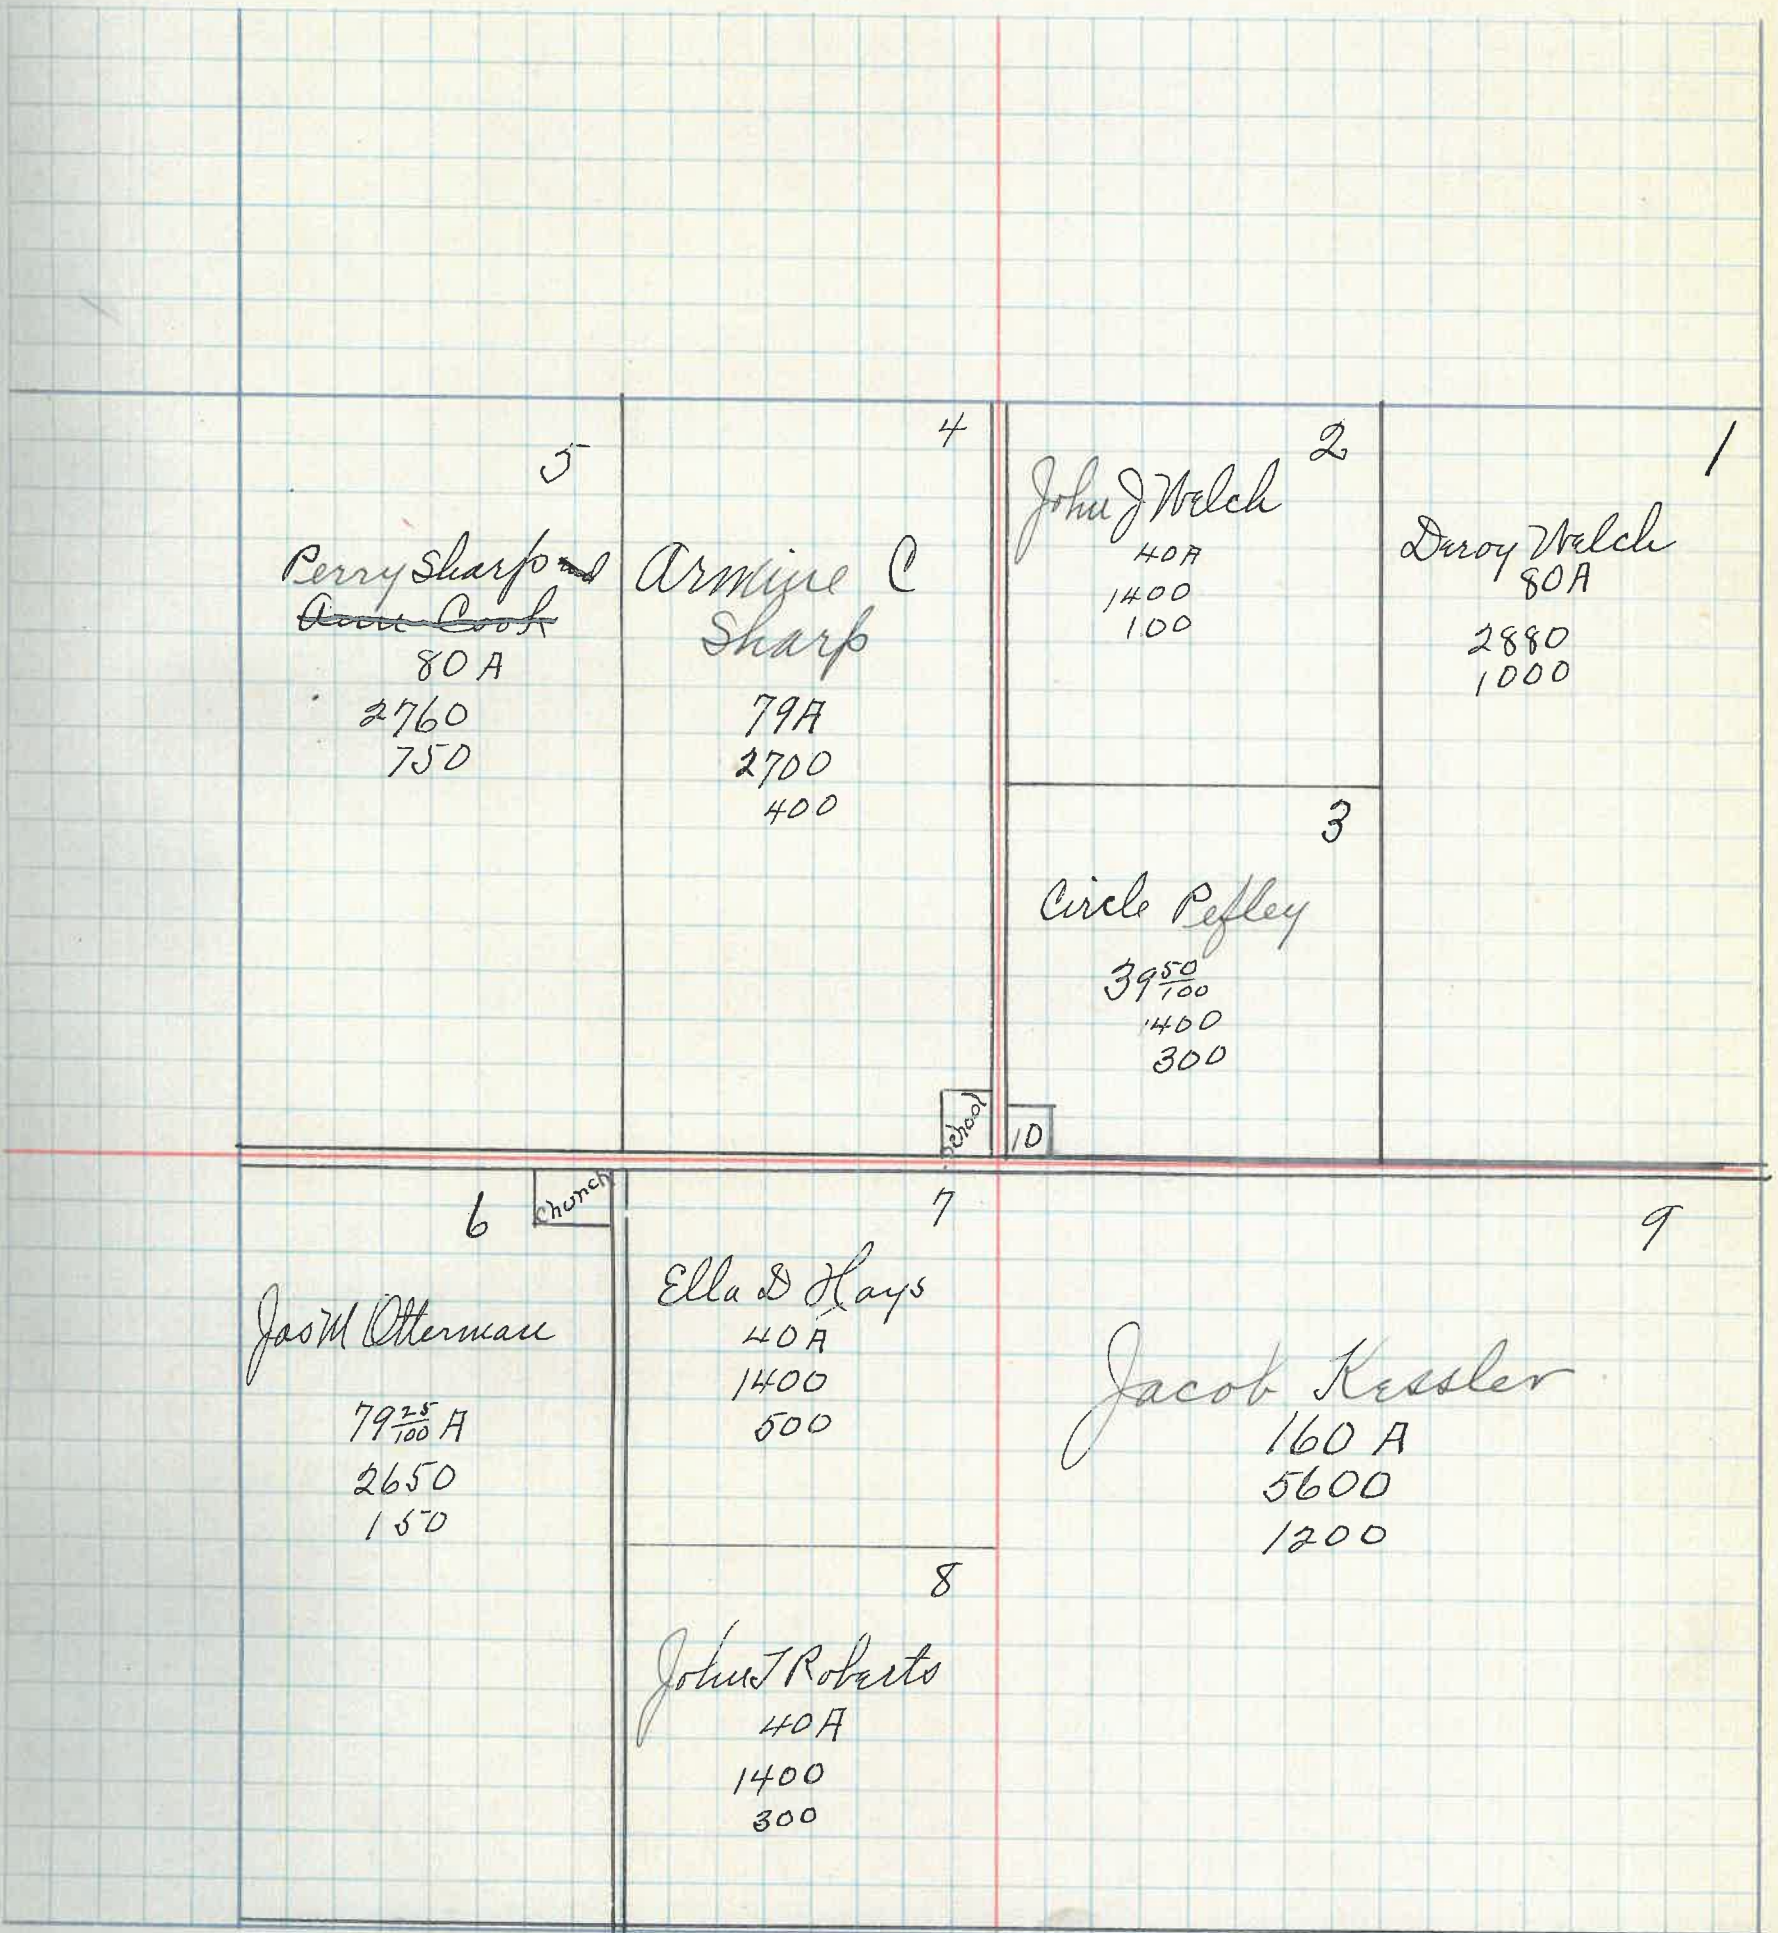 5
Perry Sharp and
Ann Cook
80 A
2760
750
4
Armine C
Sharp
79A
2700
400
2
John J Welch
40A
1400
100
1
Deroy Welch
80A
2880
1000
3
Circle Pefley
39 50/100
1400
300
School
10
6
Church
Jas M Otterman
79 25/100 A
2650
150
7
Ella D Hays
40A
1400
500
8
John T Roberts
40A
1400
300
9
Jacob Kessler
160 A
5600
1200